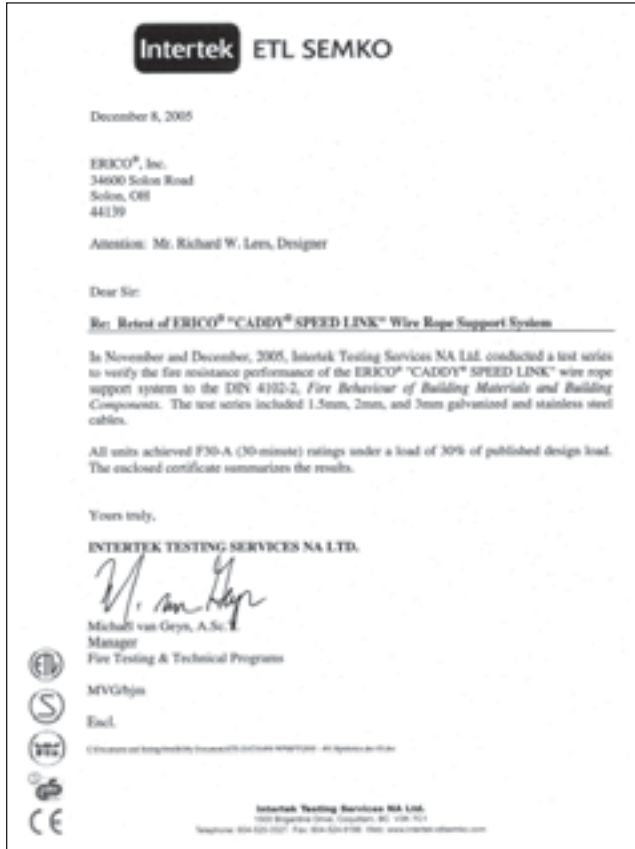 Intertek ETL SEMKO
December 8, 2005
ERICO®, Inc.
34600 Solon Road
Solon, OH
44139
Attention: Mr. Richard W. Lees, Designer
Dear Sir:
Re: Retest of ERICO® "CADDY® SPEED LINK" Wire Rope Support System
In November and December, 2005, Intertek Testing Services NA Ltd. conducted a test series
to verify the fire resistance performance of the ERICO® "CADDY® SPEED LINK" wire rope
support system to the DIN 4102-2, Fire Behaviour of Building Materials and Building
Components. The test series included 1.5mm, 2mm, and 3mm galvanized and stainless steel
cables.
All units achieved F30-A (30-minute) ratings under a load of 30% of published design load.
The enclosed certificate summarizes the results.
Yours truly,
INTERTEK TESTING SERVICES NA LTD.
Michael van Geyn, A.Sc.T.
Manager
Fire Testing & Technical Programs
MVG/bjm
Encl.
ETL
S
CE
Intertek Testing Services NA Ltd.